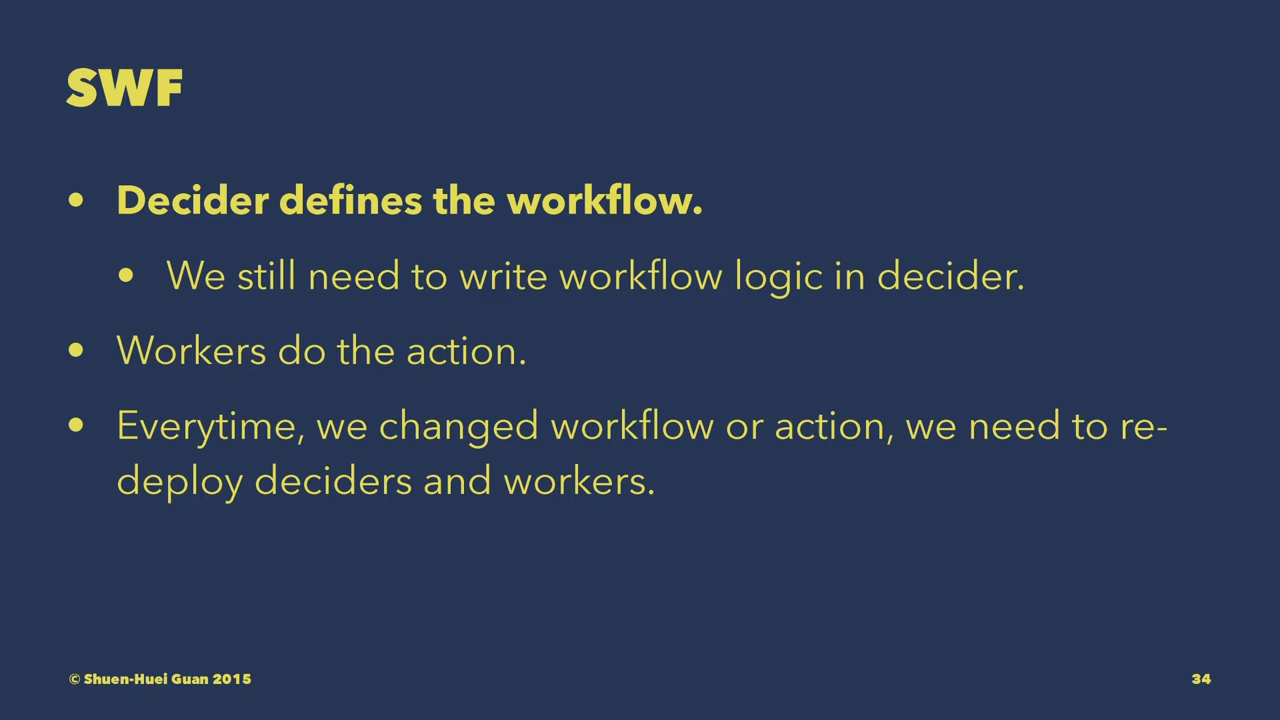 SWF
• Decider defines the workflow.
• We still need to write workflow logic in decider.
• Workers do the action.
• Everytime, we changed workflow or action, we need to re-
deploy deciders and workers.
© Shuen-Huei Guan 2015
34